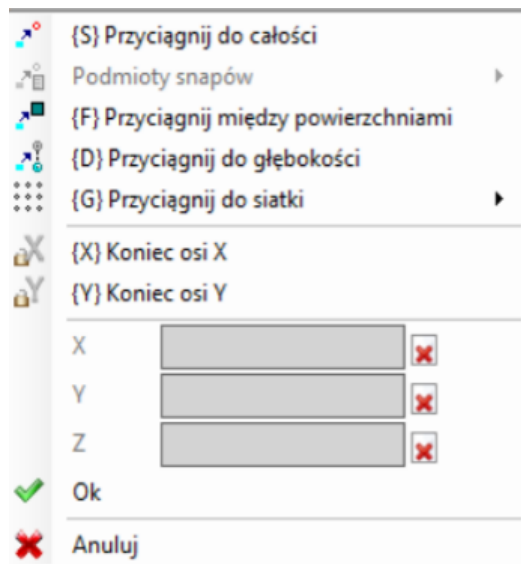 {S} Przyciągnij do całości
Podmioty snapów
{F} Przyciągnij między powierzchniami
{D} Przyciągnij do głębokości
{G} Przyciągnij do siatki
X
{X} Koniec osi X
Y
{Y} Koniec osi Y
X
Y
Z
Ok
Anuluj